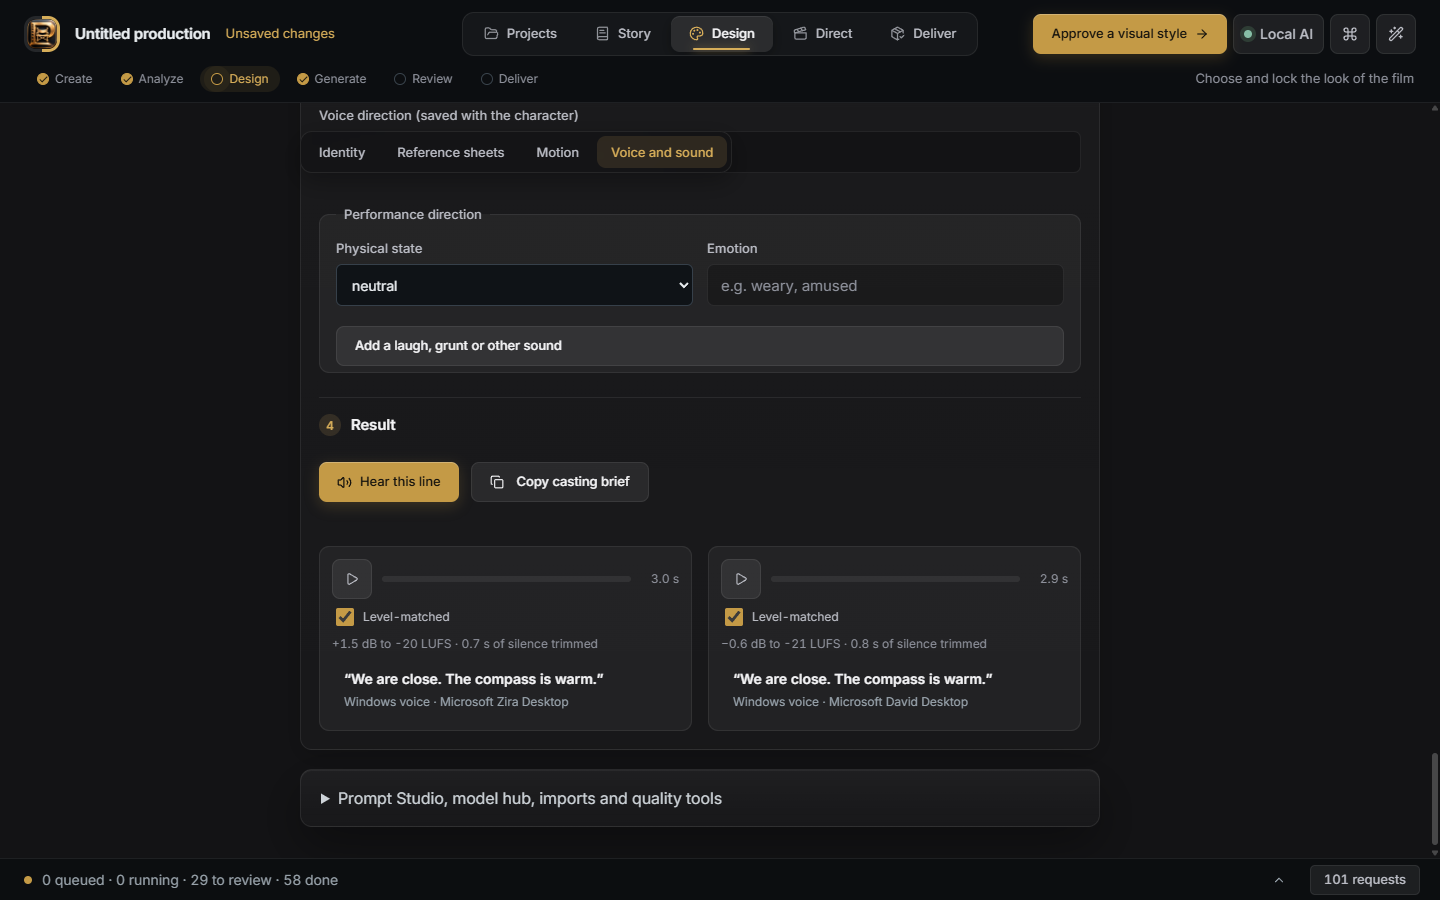 Untitled production
Unsaved changes
Projects
Story
Design
Direct
Deliver
Approve a visual style
Local AI
Create
Analyze
Design
Generate
Review
Deliver
Choose and lock the look of the film
Voice direction (saved with the character)
Identity
Reference sheets
Motion
Voice and sound
Performance direction
Physical state
Emotion
neutral
e.g. weary, amused
Add a laugh, grunt or other sound
4 Result
Hear this line
Copy casting brief
3.0 s
Level-matched
+1.5 dB to -20 LUFS · 0.7 s of silence trimmed
“We are close. The compass is warm.”
Windows voice · Microsoft Zira Desktop
2.9 s
Level-matched
−0.6 dB to -21 LUFS · 0.8 s of silence trimmed
“We are close. The compass is warm.”
Windows voice · Microsoft David Desktop
Prompt Studio, model hub, imports and quality tools
0 queued · 0 running · 29 to review · 58 done
101 requests